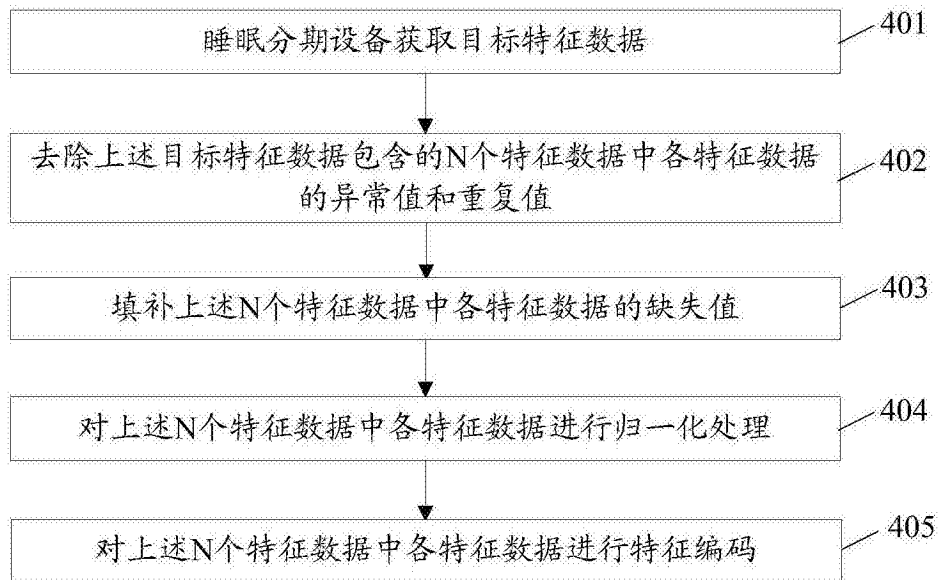 睡眠分期设备获取目标特征数据
401
去除上述目标特征数据包含的N个特征数据中各特征数据
的异常值和重复值
402
填补上述N个特征数据中各特征数据的缺失值
403
对上述N个特征数据中各特征数据进行归一化处理
404
对上述N个特征数据中各特征数据进行特征编码
405